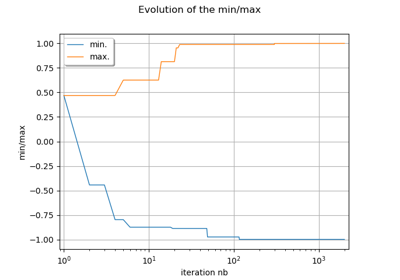 Evolution of the min/max
min.
max.
1.00
0.75
0.50
0.25
0.00
−0.25
−0.50
−0.75
−1.00
min/max
10⁰ 10¹ 10² 10³
iteration nb